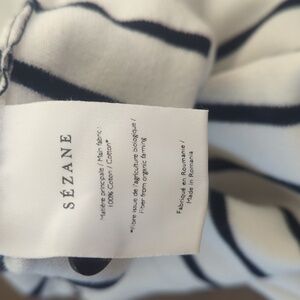 SÉZANE
Matière principale / Main fabric :
100% Coton / Cotton*
*Fibre issue de l'agriculture biologique /
Fiber from organic farming
Fabriqué en Roumanie /
Made in Romania